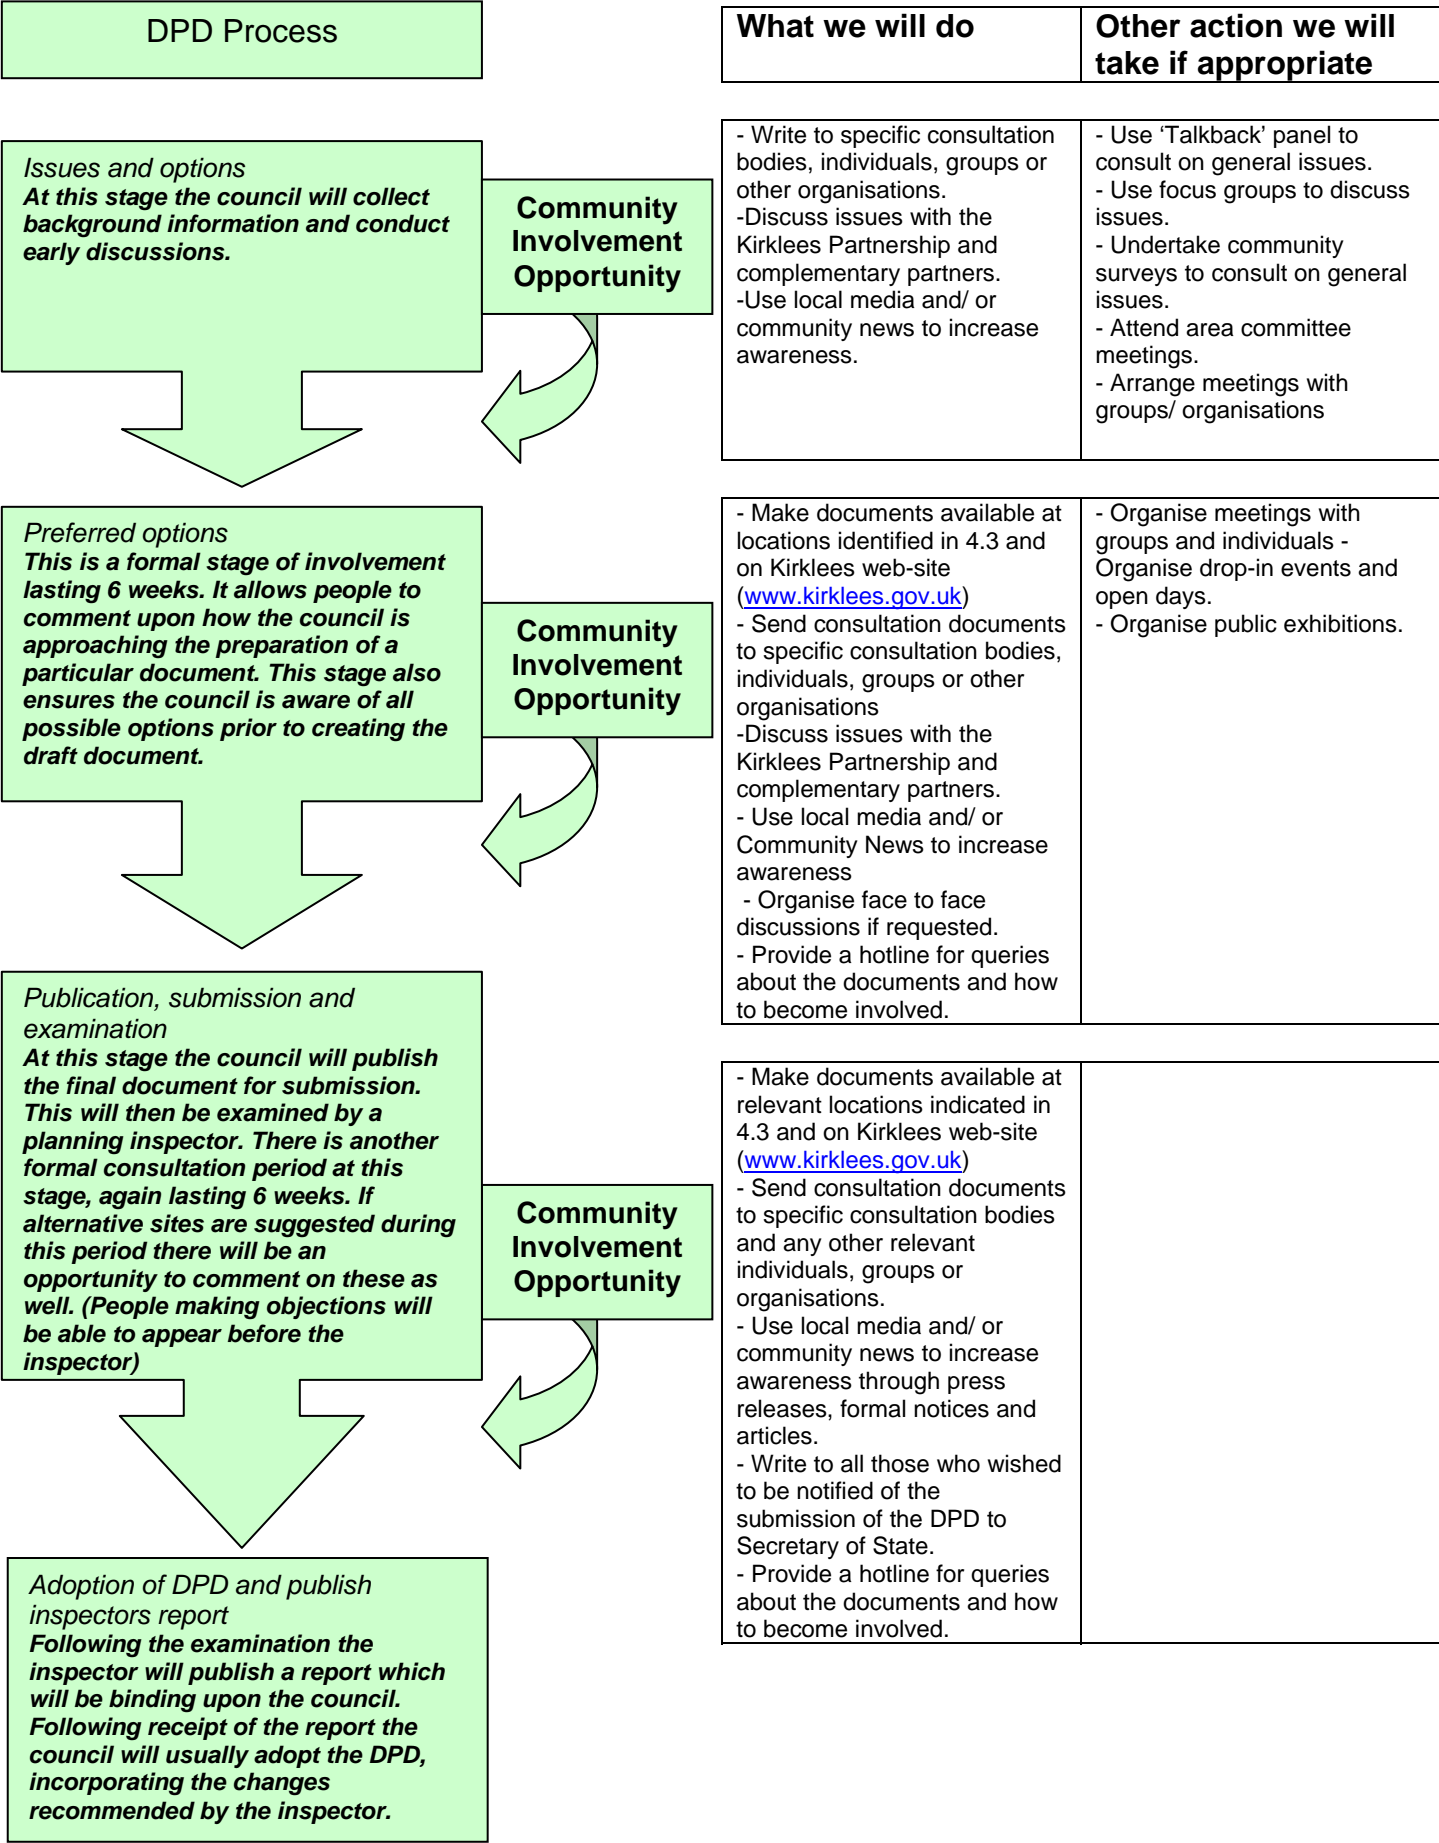 DPD Process
What we will do
Other action we will
take if appropriate
Issues and options
At this stage the council will collect
background information and conduct
early discussions.
Community
Involvement
Opportunity
- Write to specific consultation
bodies, individuals, groups or
other organisations.
-Discuss issues with the
Kirklees Partnership and
complementary partners.
-Use local media and/ or
community news to increase
awareness.
- Use ‘Talkback’ panel to
consult on general issues.
- Use focus groups to discuss
issues.
- Undertake community
surveys to consult on general
issues.
- Attend area committee
meetings.
- Arrange meetings with
groups/ organisations
Preferred options
This is a formal stage of involvement
lasting 6 weeks. It allows people to
comment upon how the council is
approaching the preparation of a
particular document. This stage also
ensures the council is aware of all
possible options prior to creating the
draft document.
Community
Involvement
Opportunity
- Make documents available at
locations identified in 4.3 and
on Kirklees web-site
(www.kirklees.gov.uk)
- Send consultation documents
to specific consultation bodies,
individuals, groups or other
organisations
-Discuss issues with the
Kirklees Partnership and
complementary partners.
- Use local media and/ or
Community News to increase
awareness
- Organise face to face
discussions if requested.
- Provide a hotline for queries
about the documents and how
to become involved.
- Organise meetings with
groups and individuals -
Organise drop-in events and
open days.
- Organise public exhibitions.
Publication, submission and
examination
At this stage the council will publish
the final document for submission.
This will then be examined by a
planning inspector. There is another
formal consultation period at this
stage, again lasting 6 weeks. If
alternative sites are suggested during
this period there will be an
opportunity to comment on these as
well. (People making objections will
be able to appear before the
inspector)
Community
Involvement
Opportunity
- Make documents available at
relevant locations indicated in
4.3 and on Kirklees web-site
(www.kirklees.gov.uk)
- Send consultation documents
to specific consultation bodies
and any other relevant
individuals, groups or
organisations.
- Use local media and/ or
community news to increase
awareness through press
releases, formal notices and
articles.
- Write to all those who wished
to be notified of the
submission of the DPD to
Secretary of State.
- Provide a hotline for queries
about the documents and how
to become involved.
Adoption of DPD and publish
inspectors report
Following the examination the
inspector will publish a report which
will be binding upon the council.
Following receipt of the report the
council will usually adopt the DPD,
incorporating the changes
recommended by the inspector.